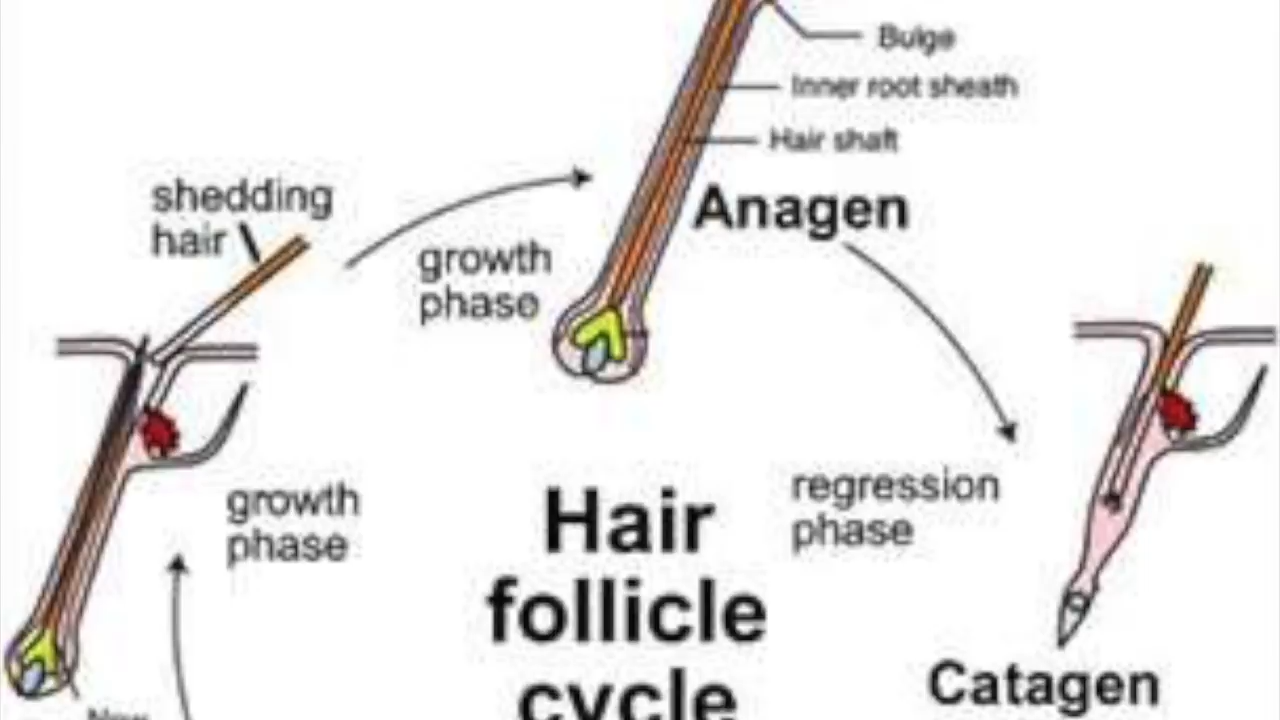 Bulge
Inner root sheath
Hair shaft
Anagen
shedding
hair
growth
phase
growth
phase
regression
phase
Hair
follicle
cycle
Catagen
New